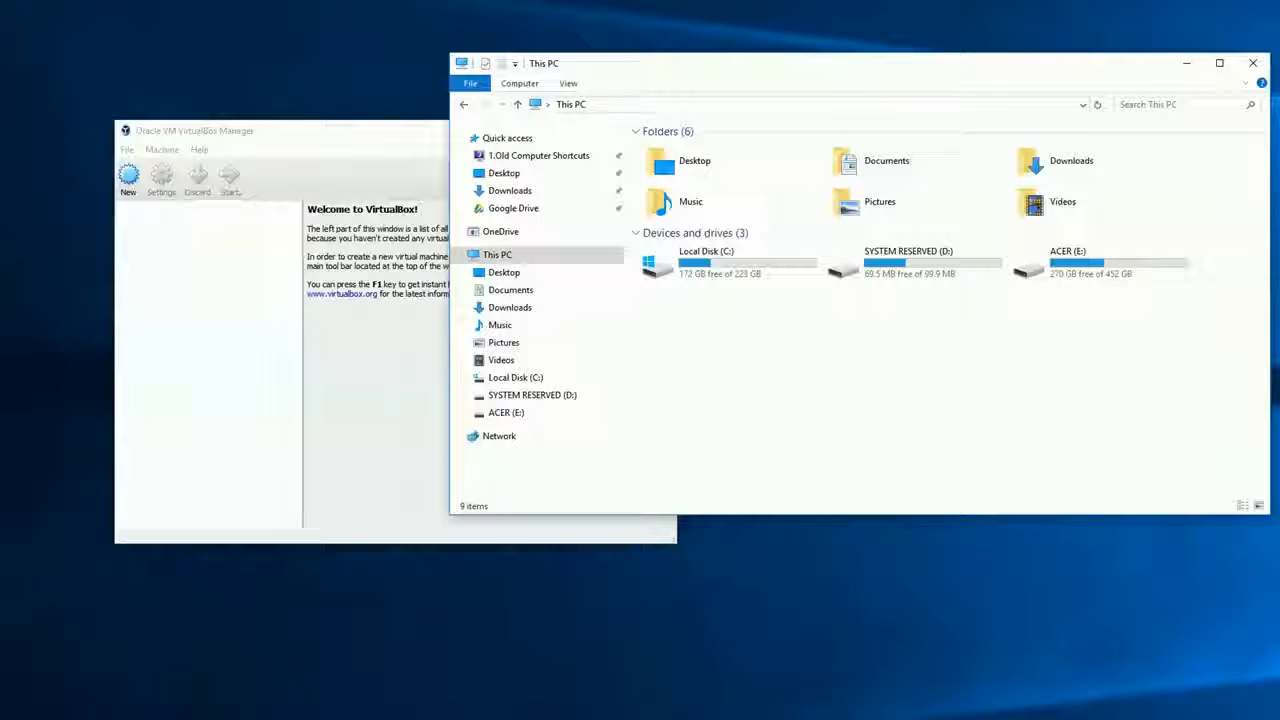 Oracle VM VirtualBox Manager
File Machine Help
New Settings Discard Start
Welcome to VirtualBox!
The left part of this window is a list of all
because you haven't created any virtual
In order to create a new virtual machine
main tool bar located at the top of the w
You can press the F1 key to get instant
www.virtualbox.org for the latest inform
This PC
File Computer View
This PC
Search This PC
Quick access
1.Old Computer Shortcuts
Desktop
Downloads
Google Drive
OneDrive
This PC
Desktop
Documents
Downloads
Music
Pictures
Videos
Local Disk (C:)
SYSTEM RESERVED (D:)
ACER (E:)
Network
Folders (6)
Desktop Documents Downloads
Music Pictures Videos
Devices and drives (3)
Local Disk (C:) SYSTEM RESERVED (D:) ACER (E:)
172 GB free of 223 GB 69.5 MB free of 99.9 MB 270 GB free of 452 GB
9 items